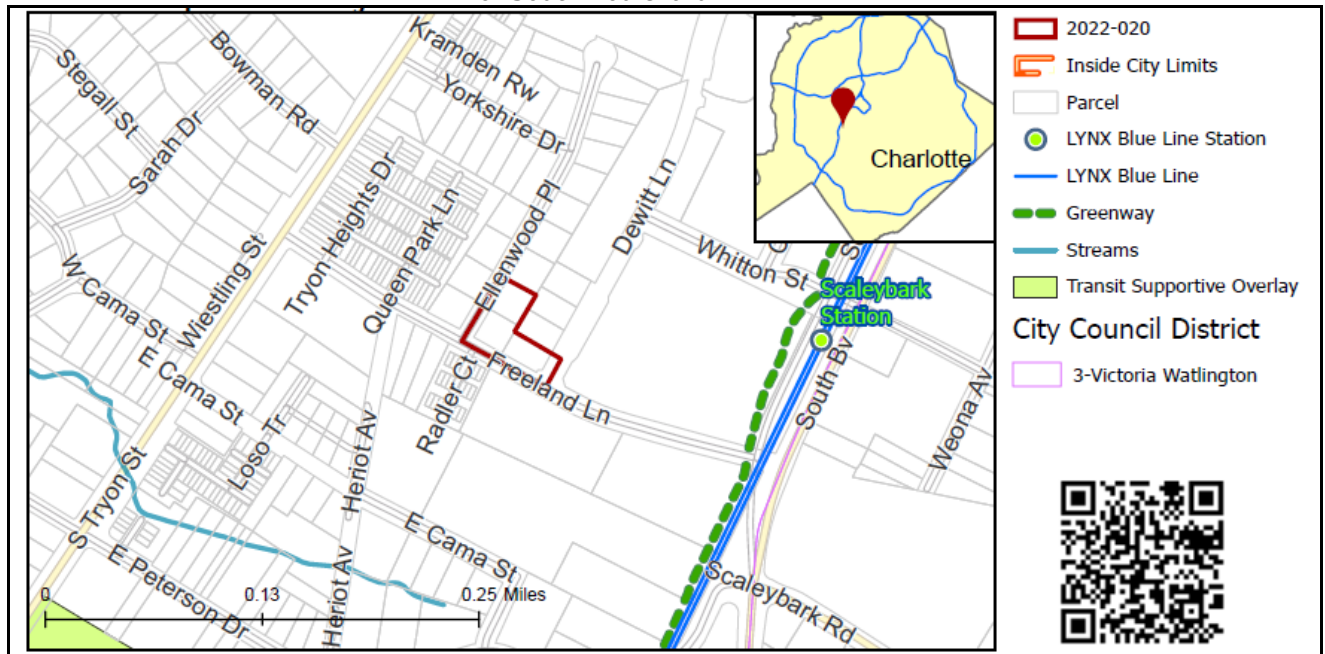 Kramden Rw
Bowman Rd
Stegall St
Yorkshire Dr
Sarah Dr
Tryon Heights Dr
Ellenwood Pl
Queen Park Ln
Dewitt Ln
Whitton St
Wiestling St
W Cama St
E Cama St
Freeland Ln
Radler Ct
Scaleybark
Station
South Bv
Weona Av
Loso Tr
Heriot Av
S Tryon St
E Cama St
E Peterson Dr
Heriot Av
Scaleybark Rd
0
0.13
0.25 Miles
Charlotte
2022-020
Inside City Limits
Parcel
LYNX Blue Line Station
LYNX Blue Line
Greenway
Streams
Transit Supportive Overlay
City Council District
3-Victoria Watlington